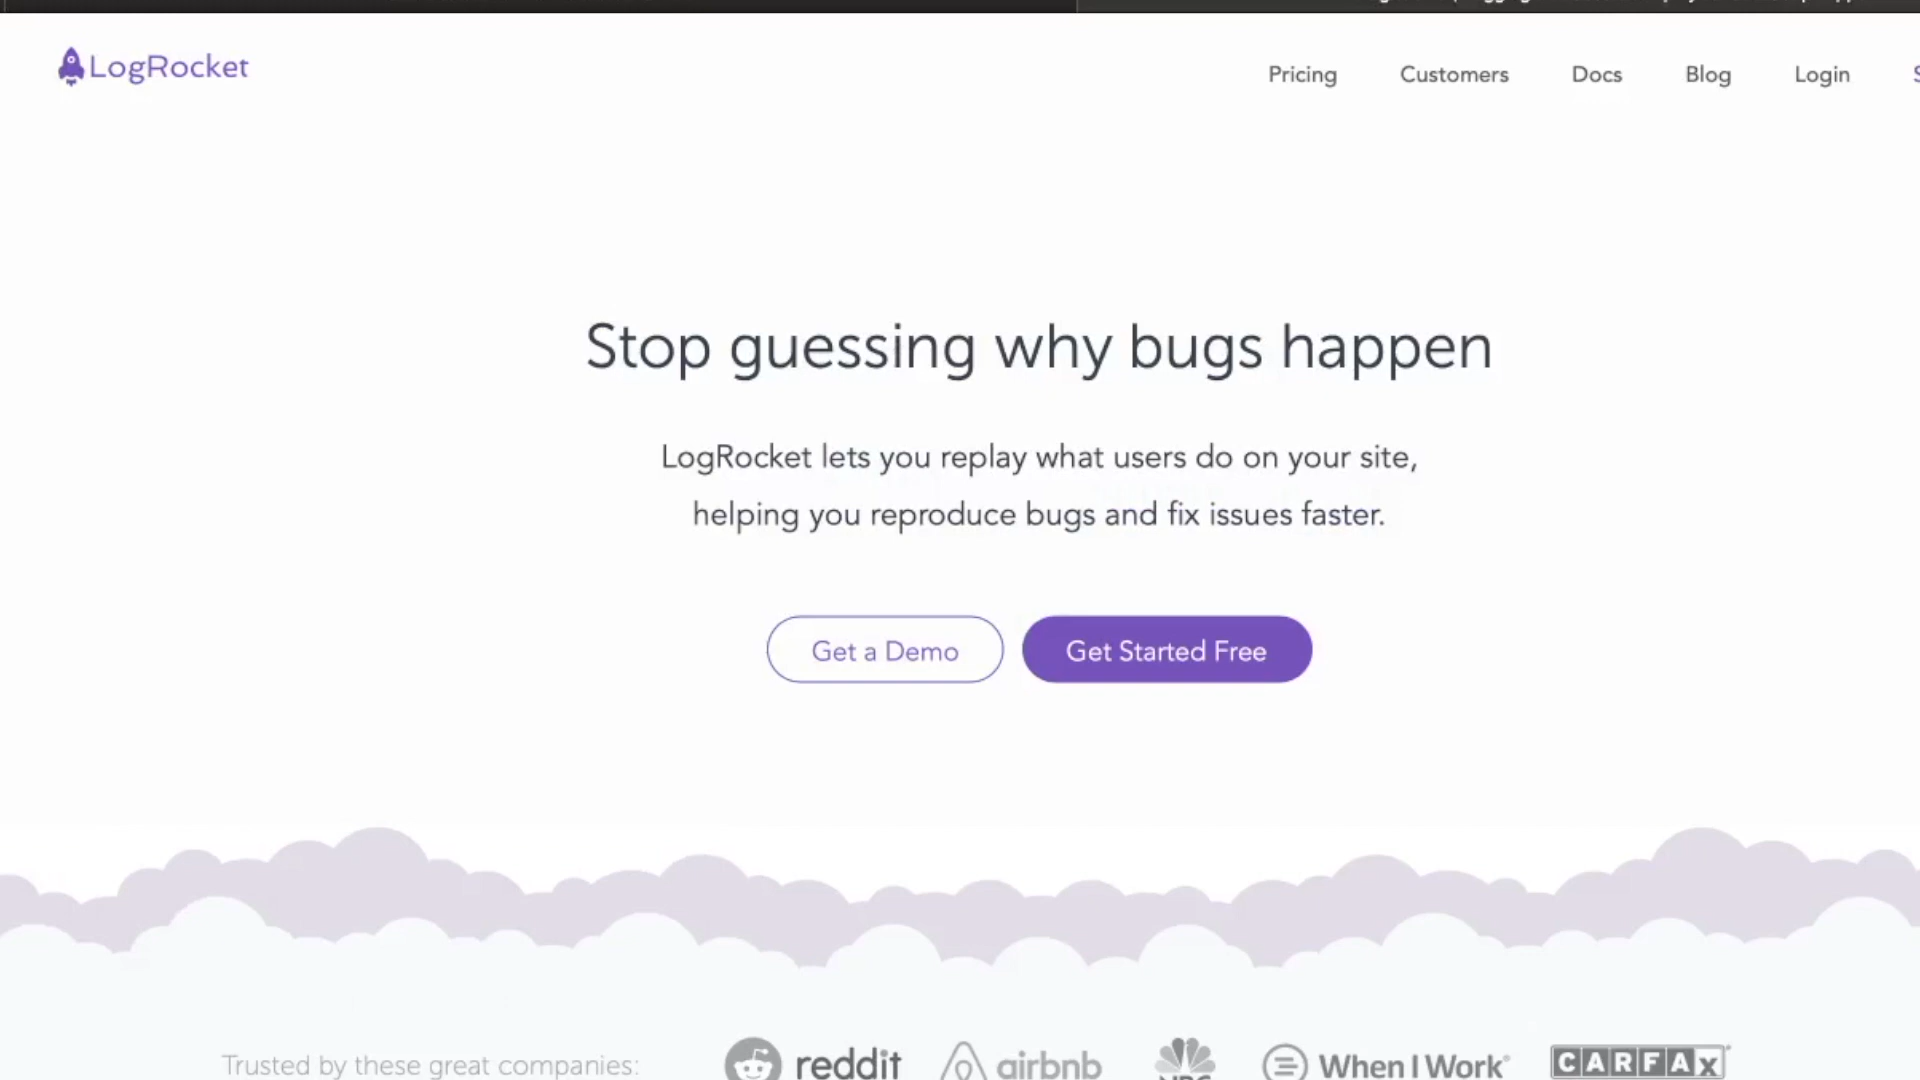 LogRocket
Pricing Customers Docs Blog Login
Stop guessing why bugs happen
LogRocket lets you replay what users do on your site,
helping you reproduce bugs and fix issues faster.
Get a Demo Get Started Free
Trusted by these great companies: reddit airbnb NBC When I Work® CARFAX